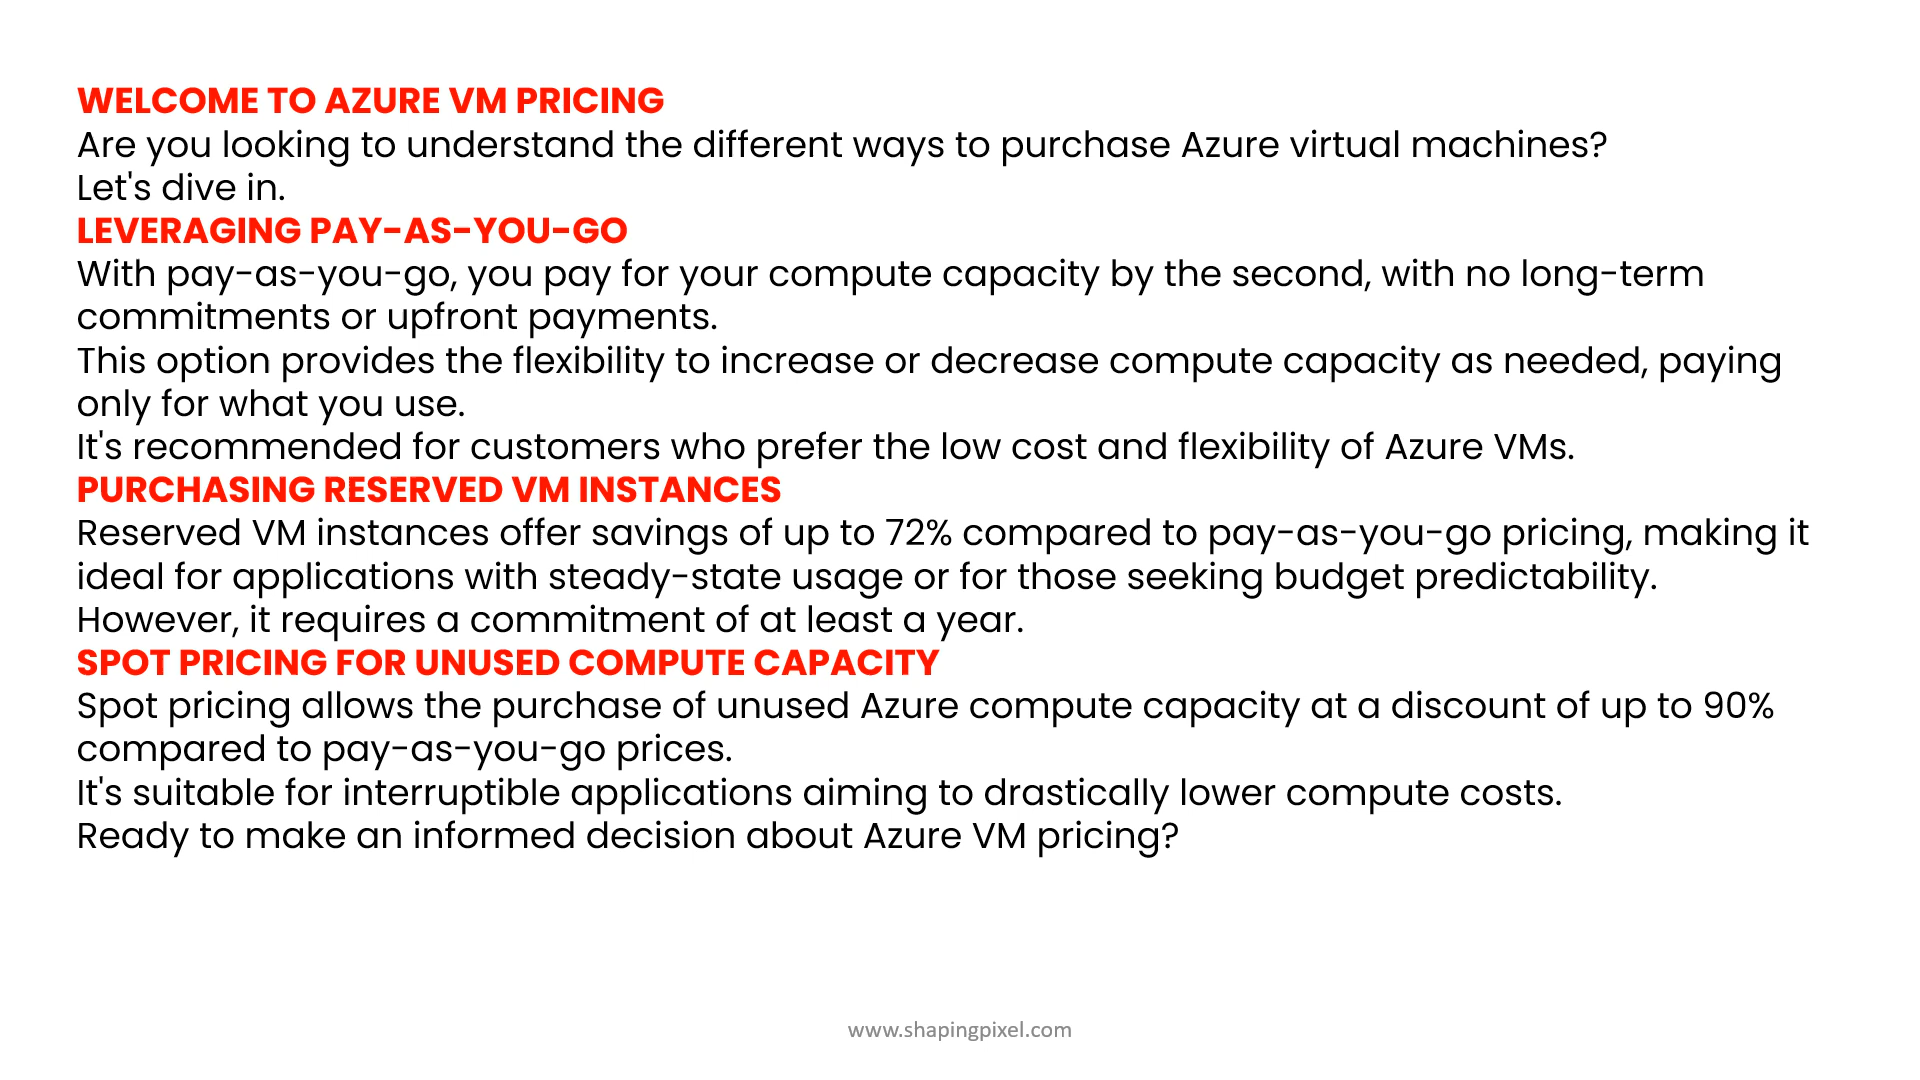 WELCOME TO AZURE VM PRICING
Are you looking to understand the different ways to purchase Azure virtual machines?
Let's dive in.
LEVERAGING PAY-AS-YOU-GO
With pay-as-you-go, you pay for your compute capacity by the second, with no long-term
commitments or upfront payments.
This option provides the flexibility to increase or decrease compute capacity as needed, paying
only for what you use.
It's recommended for customers who prefer the low cost and flexibility of Azure VMs.
PURCHASING RESERVED VM INSTANCES
Reserved VM instances offer savings of up to 72% compared to pay-as-you-go pricing, making it
ideal for applications with steady-state usage or for those seeking budget predictability.
However, it requires a commitment of at least a year.
SPOT PRICING FOR UNUSED COMPUTE CAPACITY
Spot pricing allows the purchase of unused Azure compute capacity at a discount of up to 90%
compared to pay-as-you-go prices.
It's suitable for interruptible applications aiming to drastically lower compute costs.
Ready to make an informed decision about Azure VM pricing?
www.shapingpixel.com